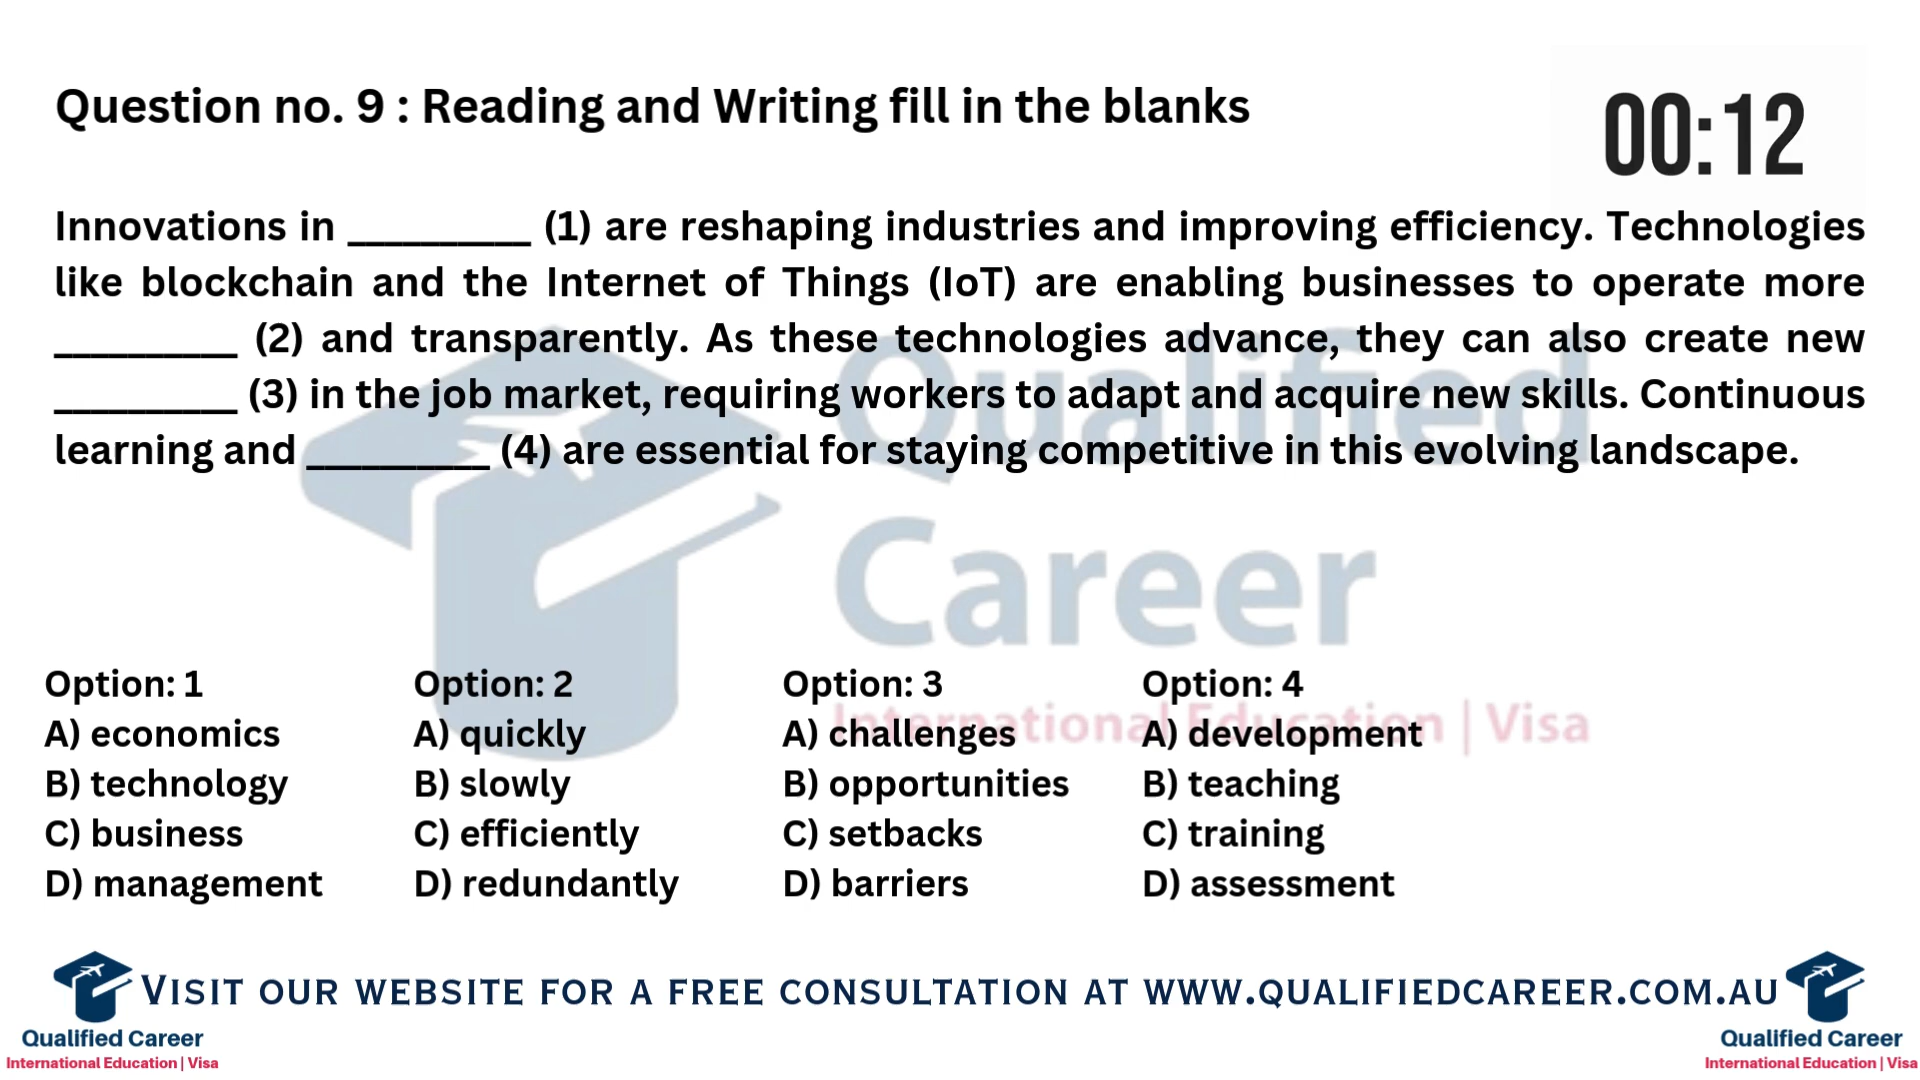 Question no. 9 : Reading and Writing fill in the blanks
00:12
Innovations in __________ (1) are reshaping industries and improving efficiency. Technologies
like blockchain and the Internet of Things (IoT) are enabling businesses to operate more
__________ (2) and transparently. As these technologies advance, they can also create new
__________ (3) in the job market, requiring workers to adapt and acquire new skills. Continuous
learning and __________ (4) are essential for staying competitive in this evolving landscape.
Qualified
Career
International Education | Visa
Option: 1
A) economics
B) technology
C) business
D) management
Option: 2
A) quickly
B) slowly
C) efficiently
D) redundantly
Option: 3
A) challenges
B) opportunities
C) setbacks
D) barriers
Option: 4
A) development
B) teaching
C) training
D) assessment
Visit our website for a free consultation at www.qualifiedcareer.com.au
Qualified Career
International Education | Visa
Qualified Career
International Education | Visa